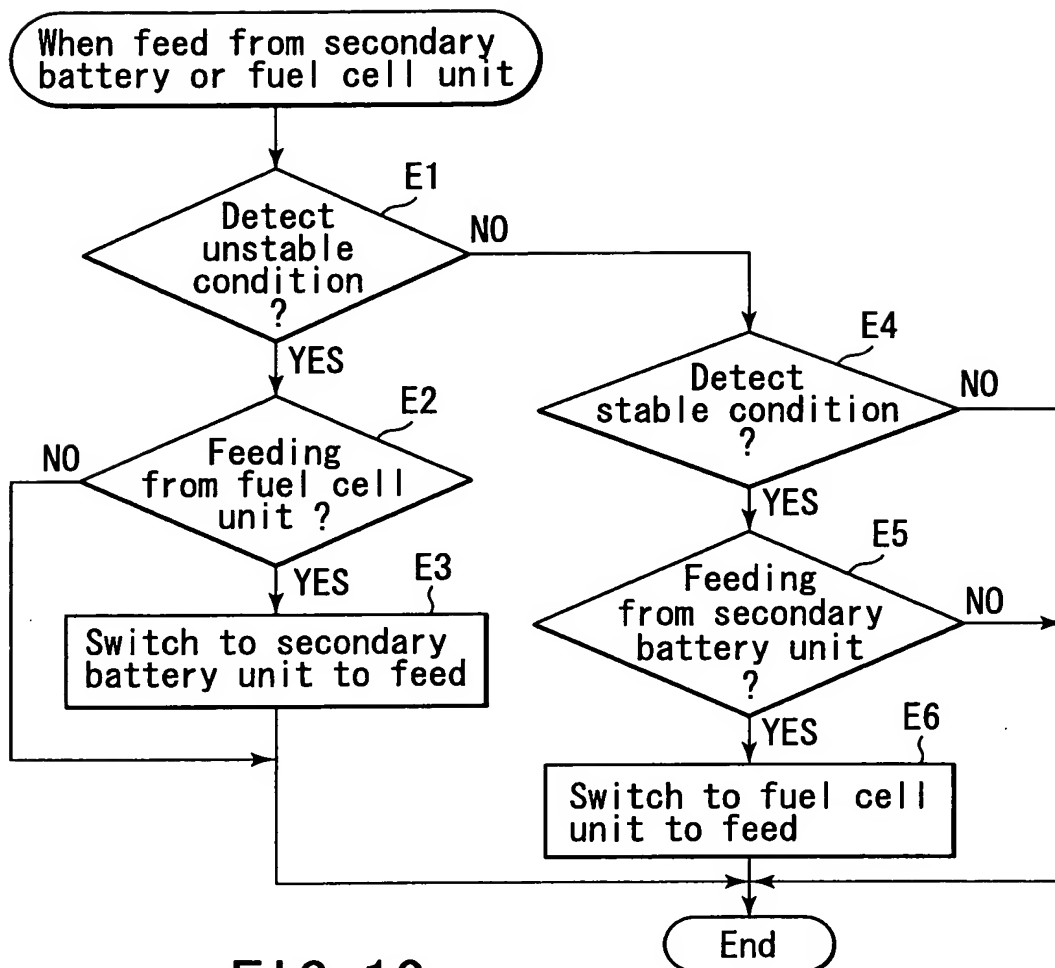 When feed from secondary
battery or fuel cell unit
E1
Detect
unstable
condition
?
NO
YES
E2
Feeding
from fuel cell
unit ?
NO
YES
E3
Switch to secondary
battery unit to feed
E4
Detect
stable condition
?
NO
YES
E5
Feeding
from secondary
battery unit
?
NO
YES
E6
Switch to fuel cell
unit to feed
End